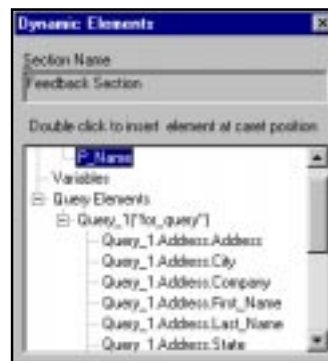 Dynamic Elements
Section Name
Feedback Section
Double click to insert element at caret position
P_Name
Variables
Query Elements
Query_1["for_query"]
Query_1.Address.Address
Query_1.Address.City
Query_1.Address.Company
Query_1.Address.First_Name
Query_1.Address.Last_Name
Query_1.Address.State